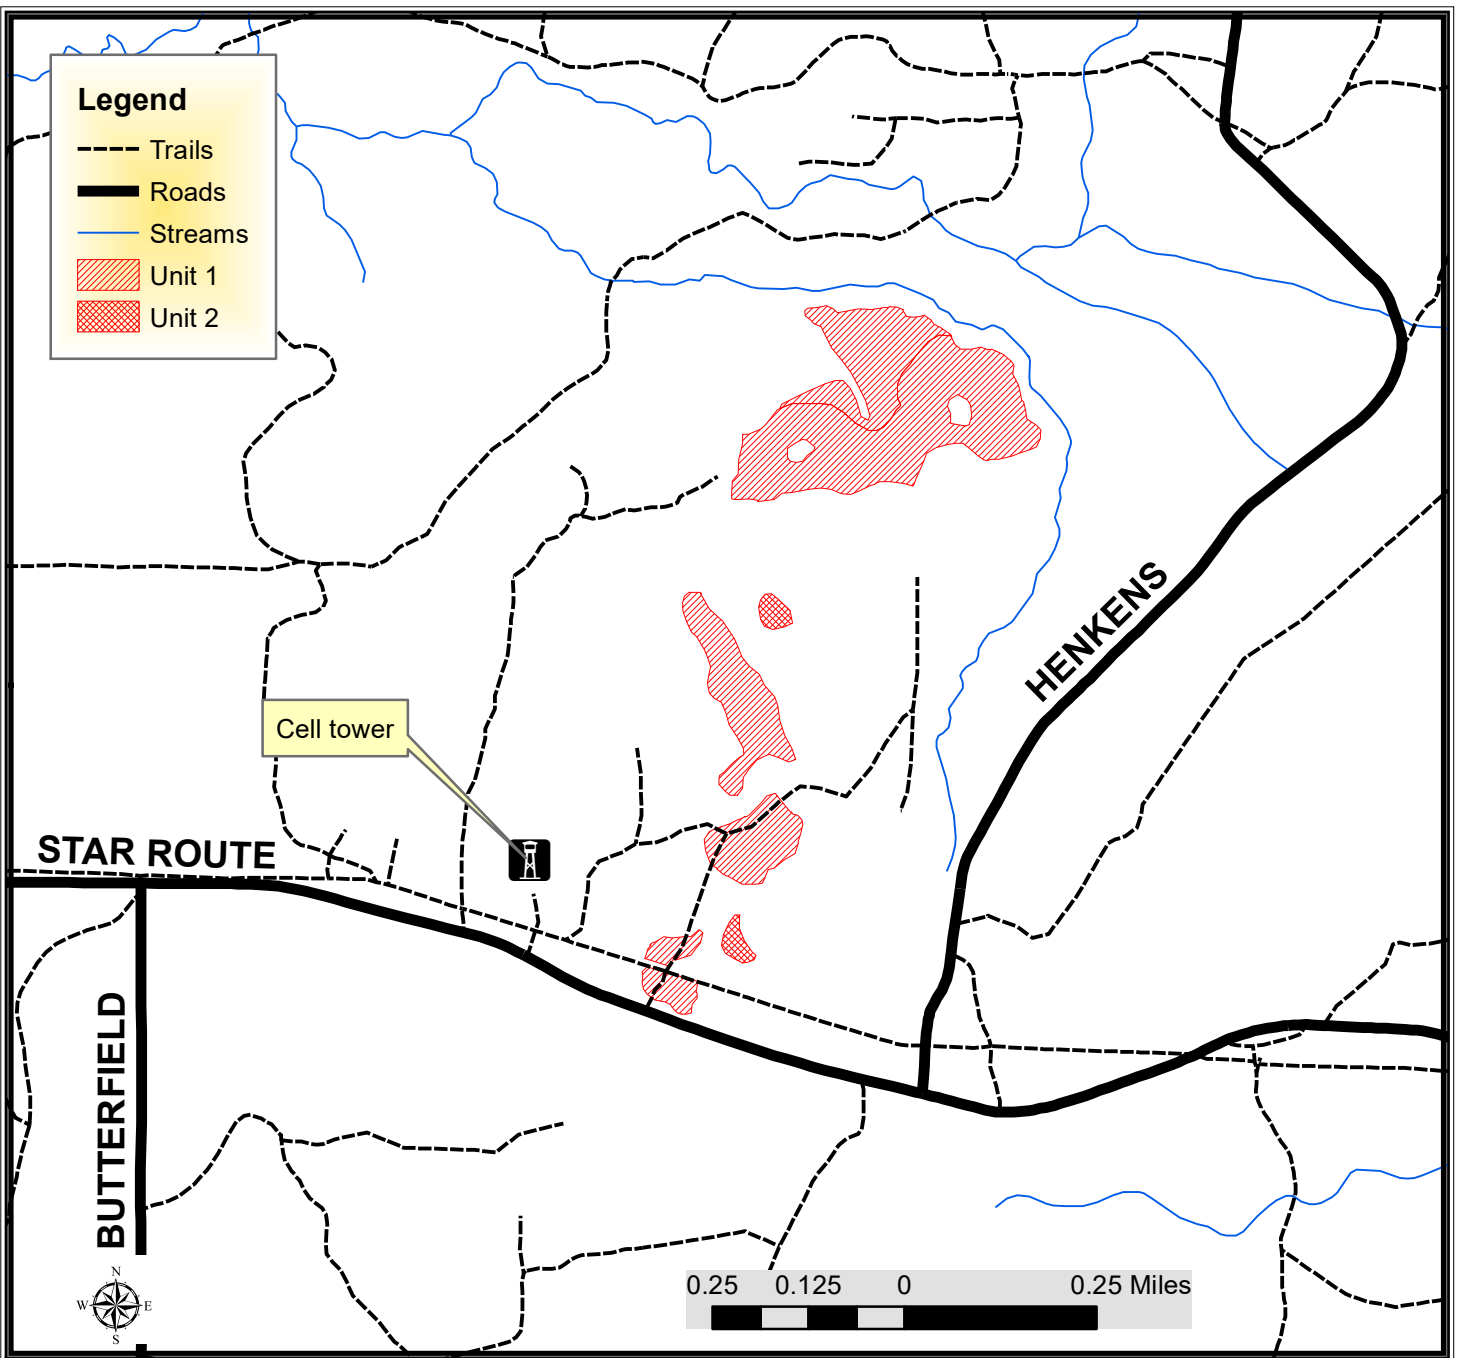 Legend
Trails
Roads
Streams
Unit 1
Unit 2
HENKENS
Cell tower
STAR ROUTE
BUTTERFIELD
N
W E
S
0.25 0.125 0 0.25 Miles